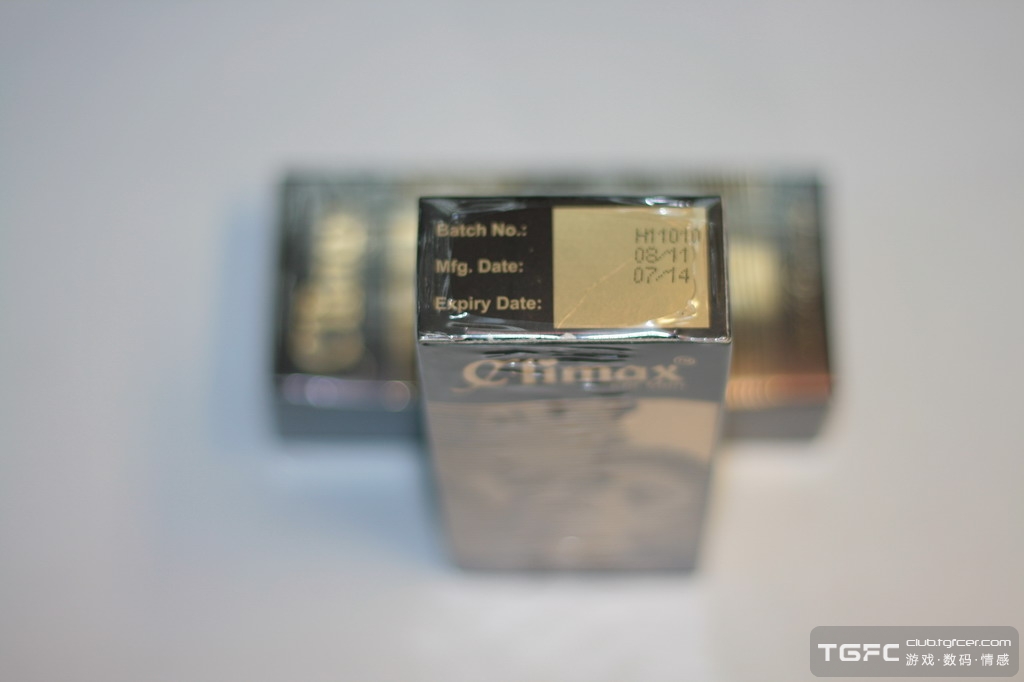 Batch No.:
H11010
Mfg. Date:
08/11
Expiry Date:
07/14
Climax
TGFC club.tgfcer.com
游戏·数码·情感